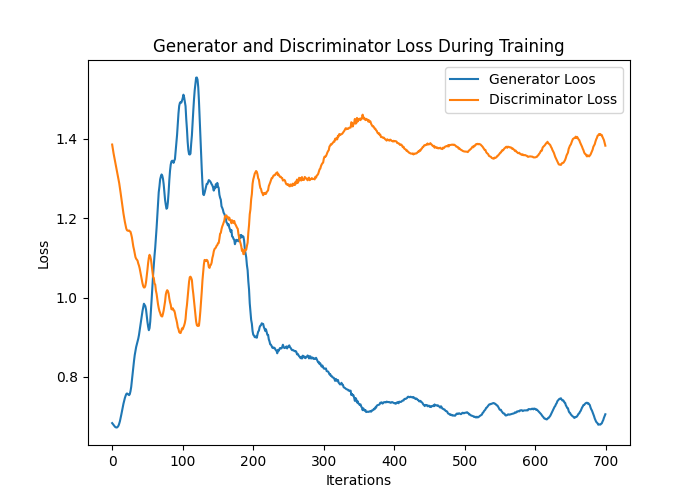 Generator and Discriminator Loss During Training
Generator Loos
Discriminator Loss
1.4
1.2
1.0
0.8
Loss
0 100 200 300 400 500 600 700
Iterations